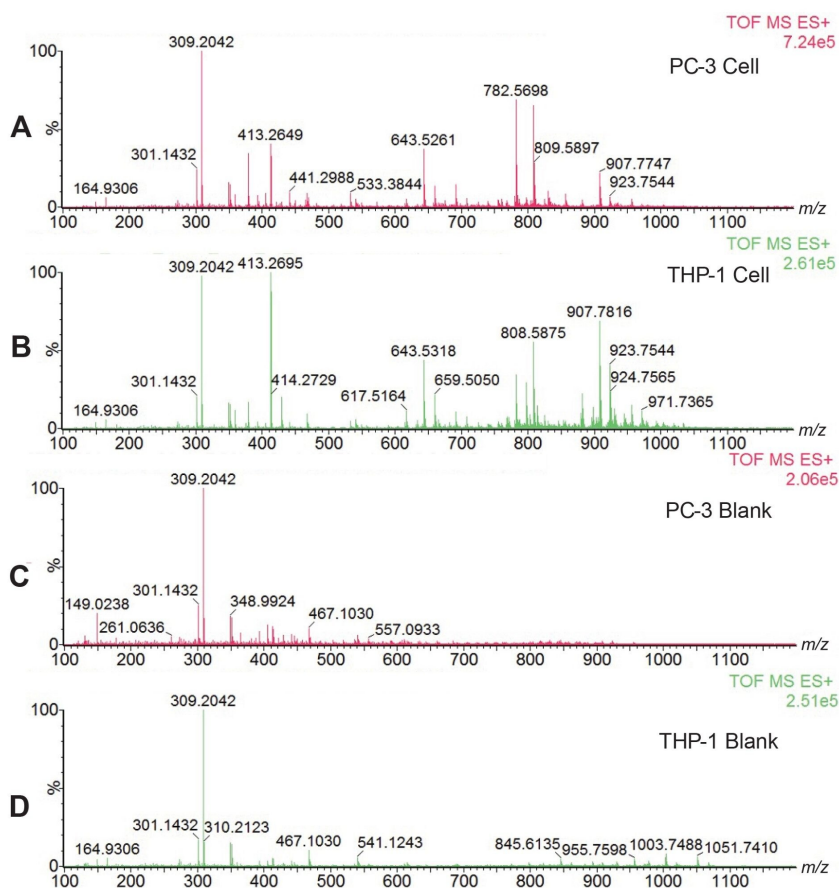 TOF MS ES+
7.24e5
PC-3 Cell
A
100
%
0
309.2042
782.5698
413.2649
643.5261
809.5897
301.1432
441.2988
533.3844
907.7747
923.7544
164.9306
100 200 300 400 500 600 700 800 900 1000 1100 m/z
TOF MS ES+
2.61e5
THP-1 Cell
B
100
%
0
309.2042
413.2695
907.7816
808.5875
643.5318
923.7544
301.1432
414.2729
617.5164
659.5050
924.7565
971.7365
164.9306
100 200 300 400 500 600 700 800 900 1000 1100 m/z
TOF MS ES+
2.06e5
PC-3 Blank
C
100
%
0
309.2042
301.1432
149.0238
348.9924
261.0636
467.1030
557.0933
100 200 300 400 500 600 700 800 900 1000 1100 m/z
TOF MS ES+
2.51e5
THP-1 Blank
D
100
%
0
309.2042
301.1432
310.2123
164.9306
467.1030
541.1243
845.6135
955.7598
1003.7488
1051.7410
100 200 300 400 500 600 700 800 900 1000 1100 m/z